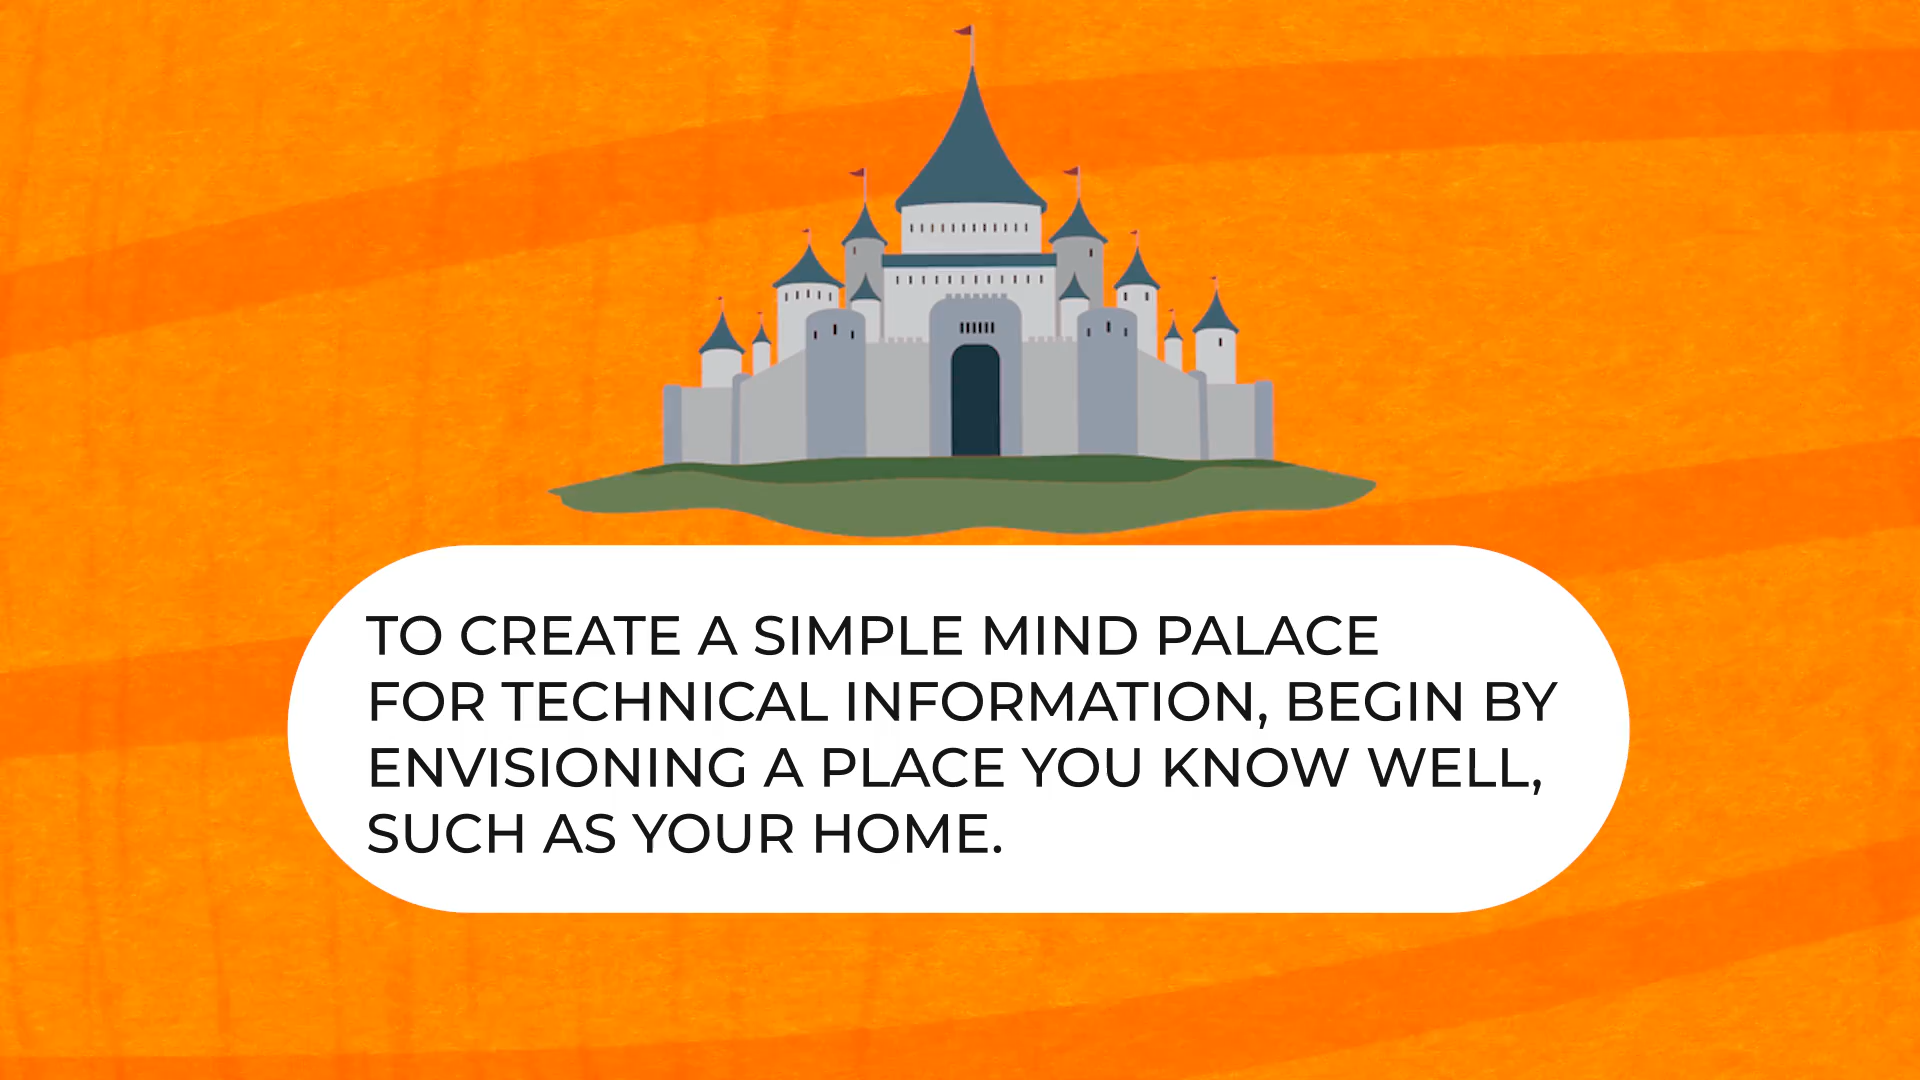 TO CREATE A SIMPLE MIND PALACE
FOR TECHNICAL INFORMATION, BEGIN BY
ENVISIONING A PLACE YOU KNOW WELL,
SUCH AS YOUR HOME.